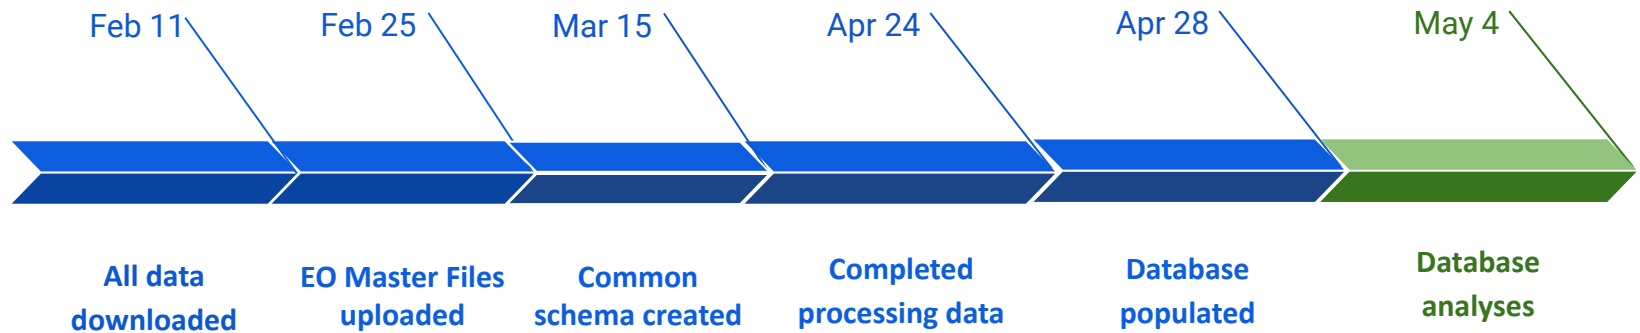 Feb 11
Feb 25
Mar 15
Apr 24
Apr 28
May 4
All data
downloaded
EO Master Files
uploaded
Common
schema created
Completed
processing data
Database
populated
Database
analyses